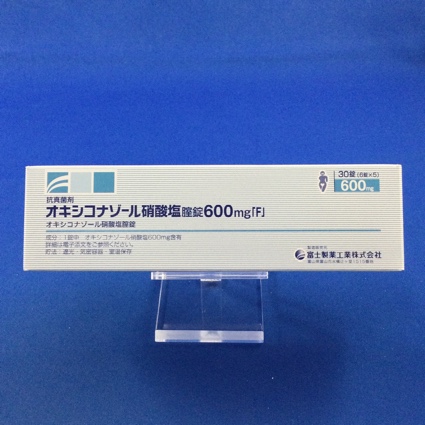 抗真菌剤
オキシコナゾール硝酸塩腟錠600mg「F」
オキシコナゾール硝酸塩腟錠
成分：1錠中 オキシコナゾール硝酸塩600mg含有
詳細は電子添文をご参照ください。
貯法：遮光・気密容器・室温保存
30錠(6錠×5)
600mg
製造販売元
富士製薬工業株式会社